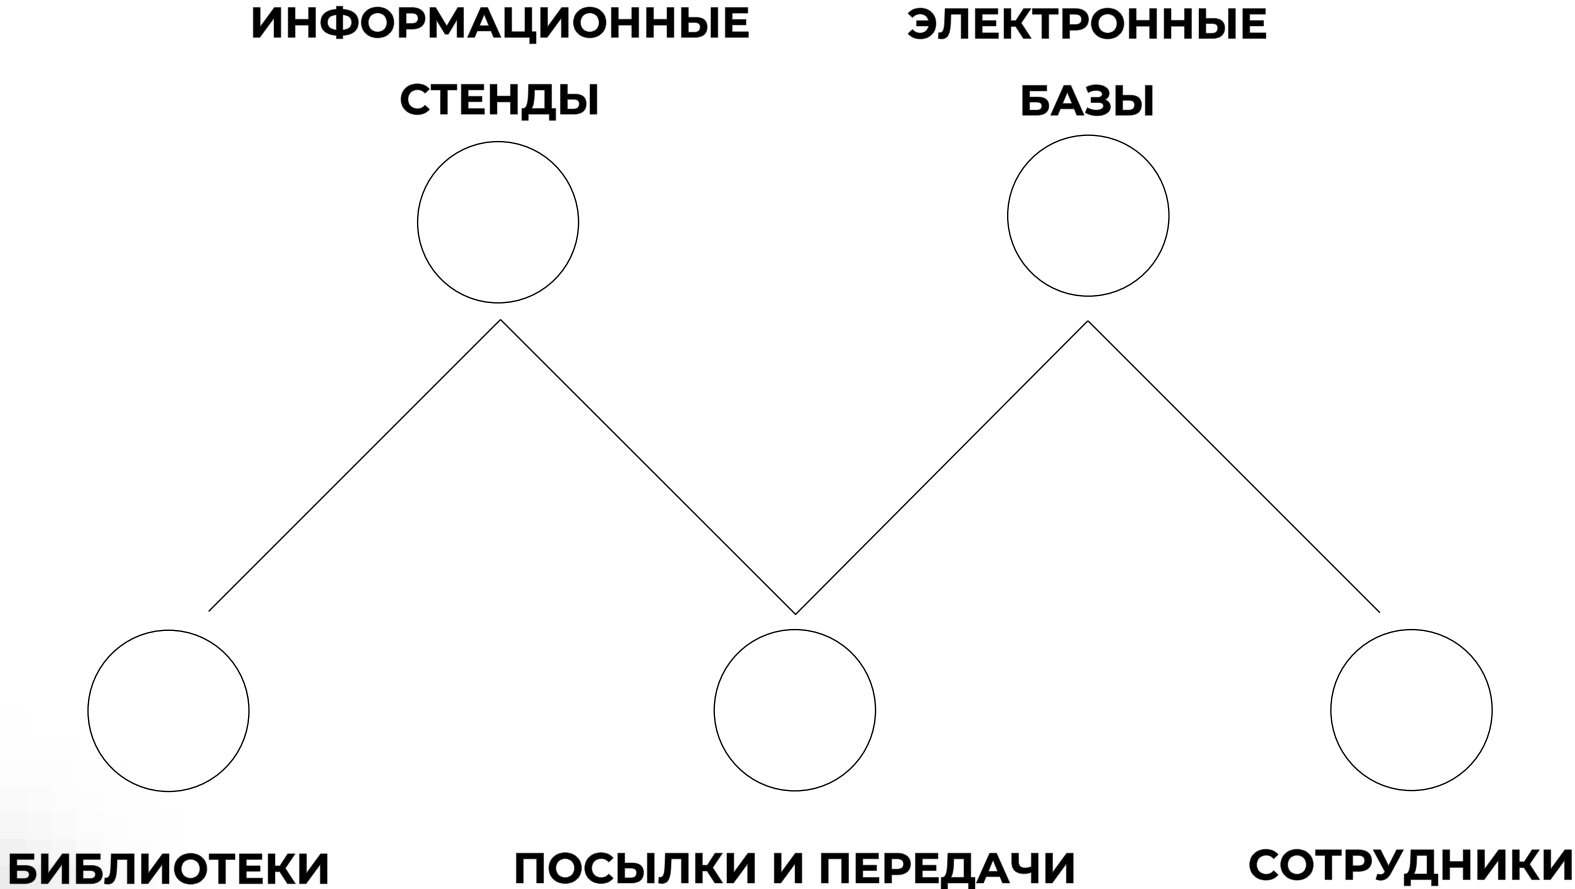 ИНФОРМАЦИОННЫЕ
СТЕНДЫ
ЭЛЕКТРОННЫЕ
БАЗЫ
БИБЛИОТЕКИ
ПОСЫЛКИ И ПЕРЕДАЧИ
СОТРУДНИКИ